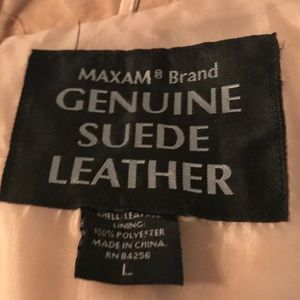 MAXAM® Brand
GENUINE
SUEDE
LEATHER
SHELL: LEATHER
LINING:
100% POLYESTER
MADE IN CHINA.
RN 84256
L